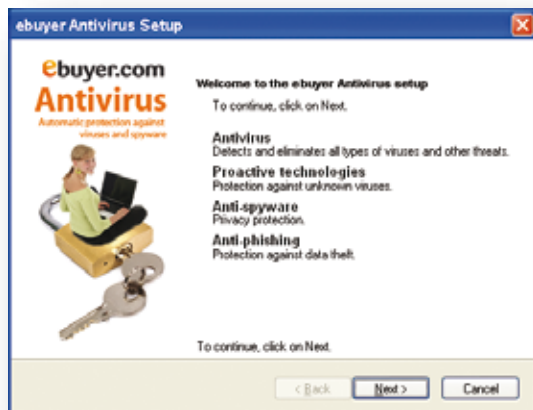 ebuyer Antivirus Setup
ebuyer.com
Antivirus
Automatic protection against
viruses and spyware
Welcome to the ebuyer Antivirus setup
To continue, click on Next.
Antivirus
Detects and eliminates all types of viruses and other threats.
Proactive technologies
Protection against unknown viruses.
Anti-spyware
Privacy protection.
Anti-phishing
Protection against data theft.
To continue, click on Next.
< Back
Next >
Cancel